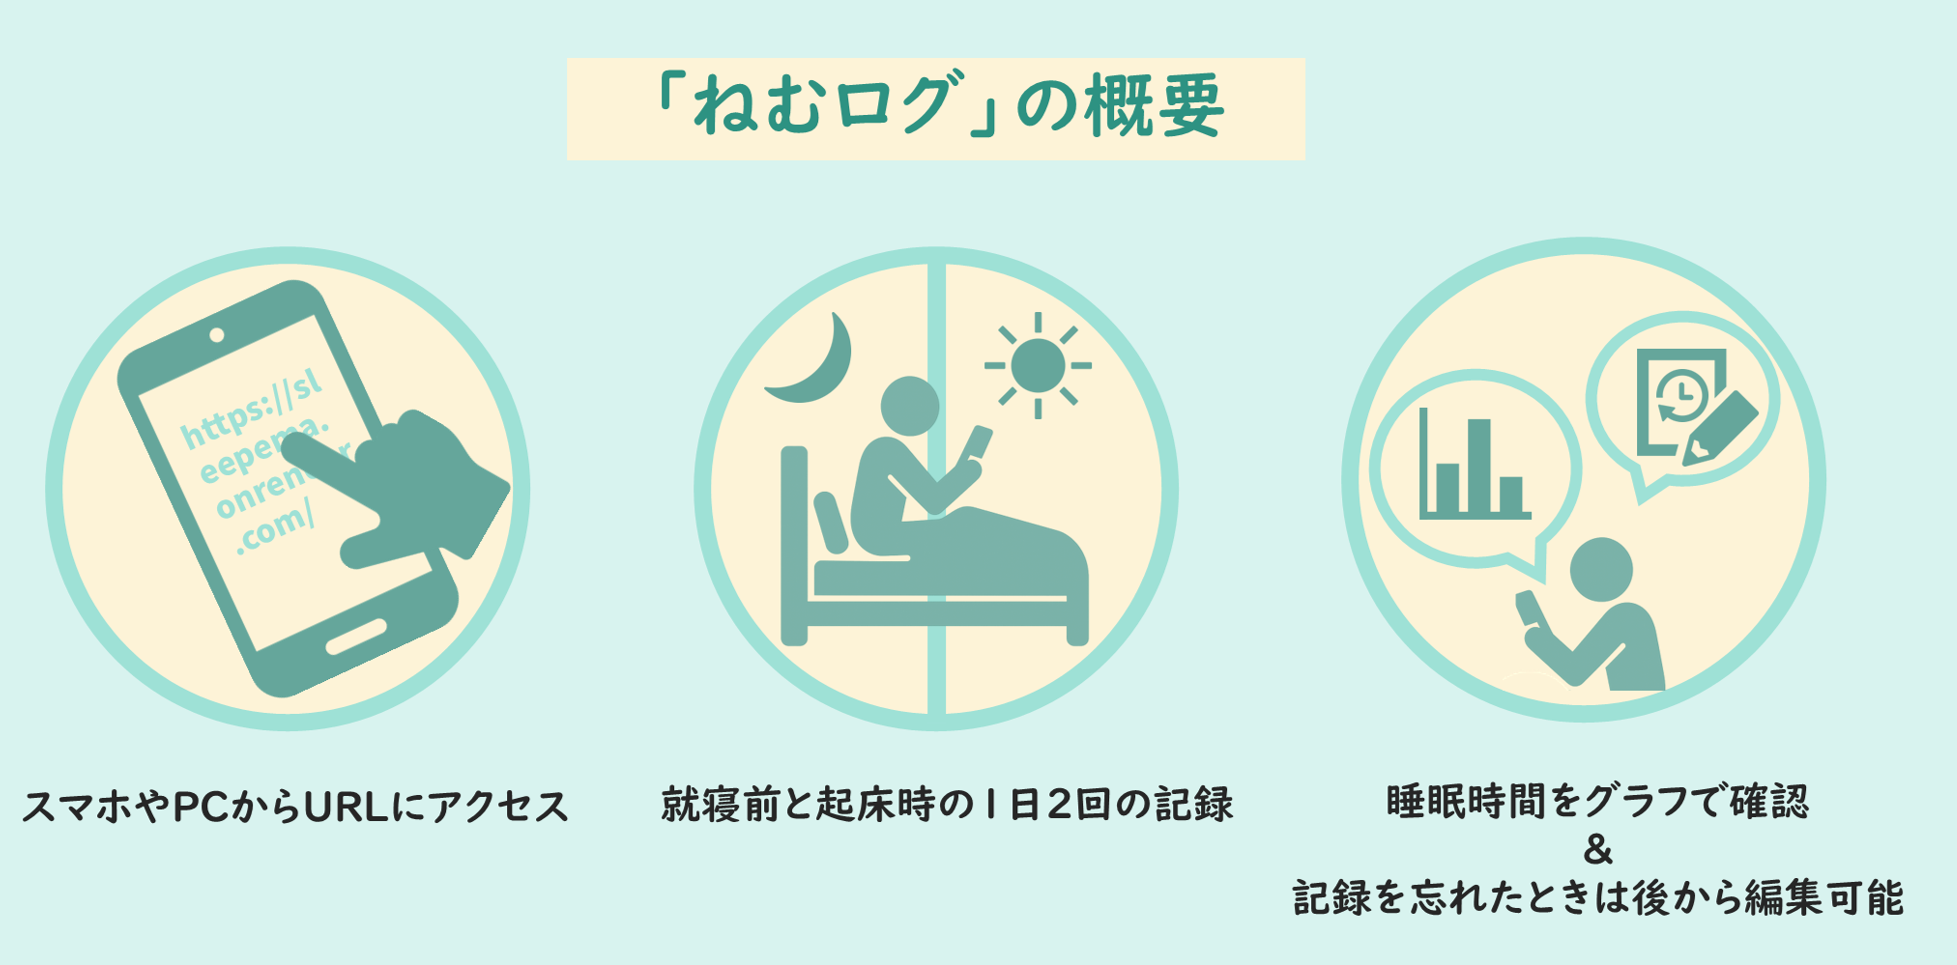 「ねむログ」の概要
https://sl
eepema.
.com/
スマホやPCからURLにアクセス
就寝前と起床時の1日2回の記録
睡眠時間をグラフで確認
&
記録を忘れたときは後から編集可能